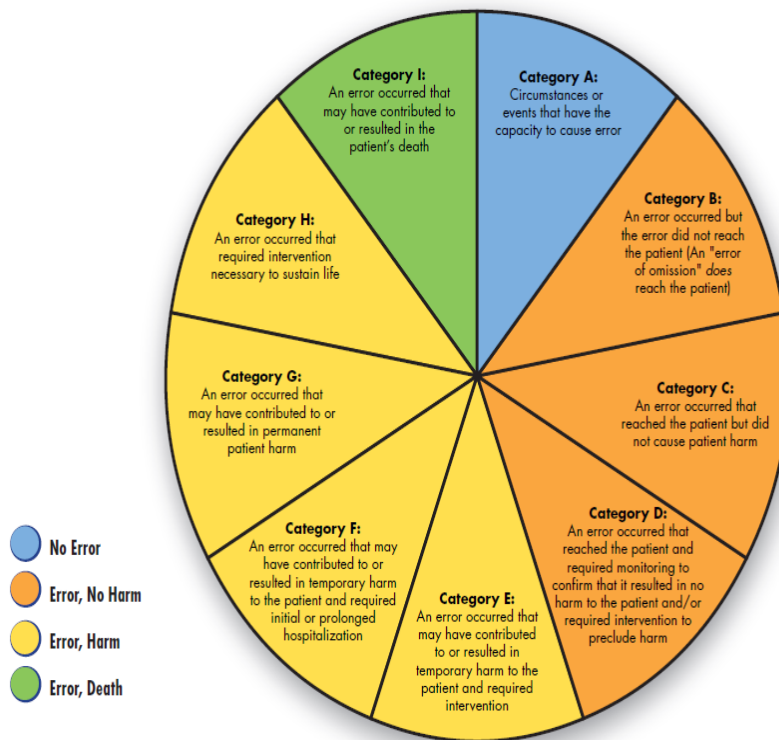 Category I:
An error occurred that
may have contributed to
or resulted in the
patient's death
Category A:
Circumstances or
events that have the
capacity to cause error
Category B:
An error occurred but
the error did not reach
the patient (An "error
of omission" does
reach the patient)
Category C:
An error occurred that
reached the patient but did
not cause patient harm
Category D:
An error occurred that
reached the patient and
required monitoring to
confirm that it resulted in no
harm to the patient and/or
required intervention to
preclude harm
Category E:
An error occurred that
may have contributed
to or resulted in
temporary harm to the
patient and required
intervention
Category F:
An error occurred that may
have contributed to or
resulted in temporary harm
to the patient and required
initial or prolonged
hospitalization
Category G:
An error occurred that
may have contributed to or
resulted in permanent
patient harm
Category H:
An error occurred that
required intervention
necessary to sustain life
No Error
Error, No Harm
Error, Harm
Error, Death